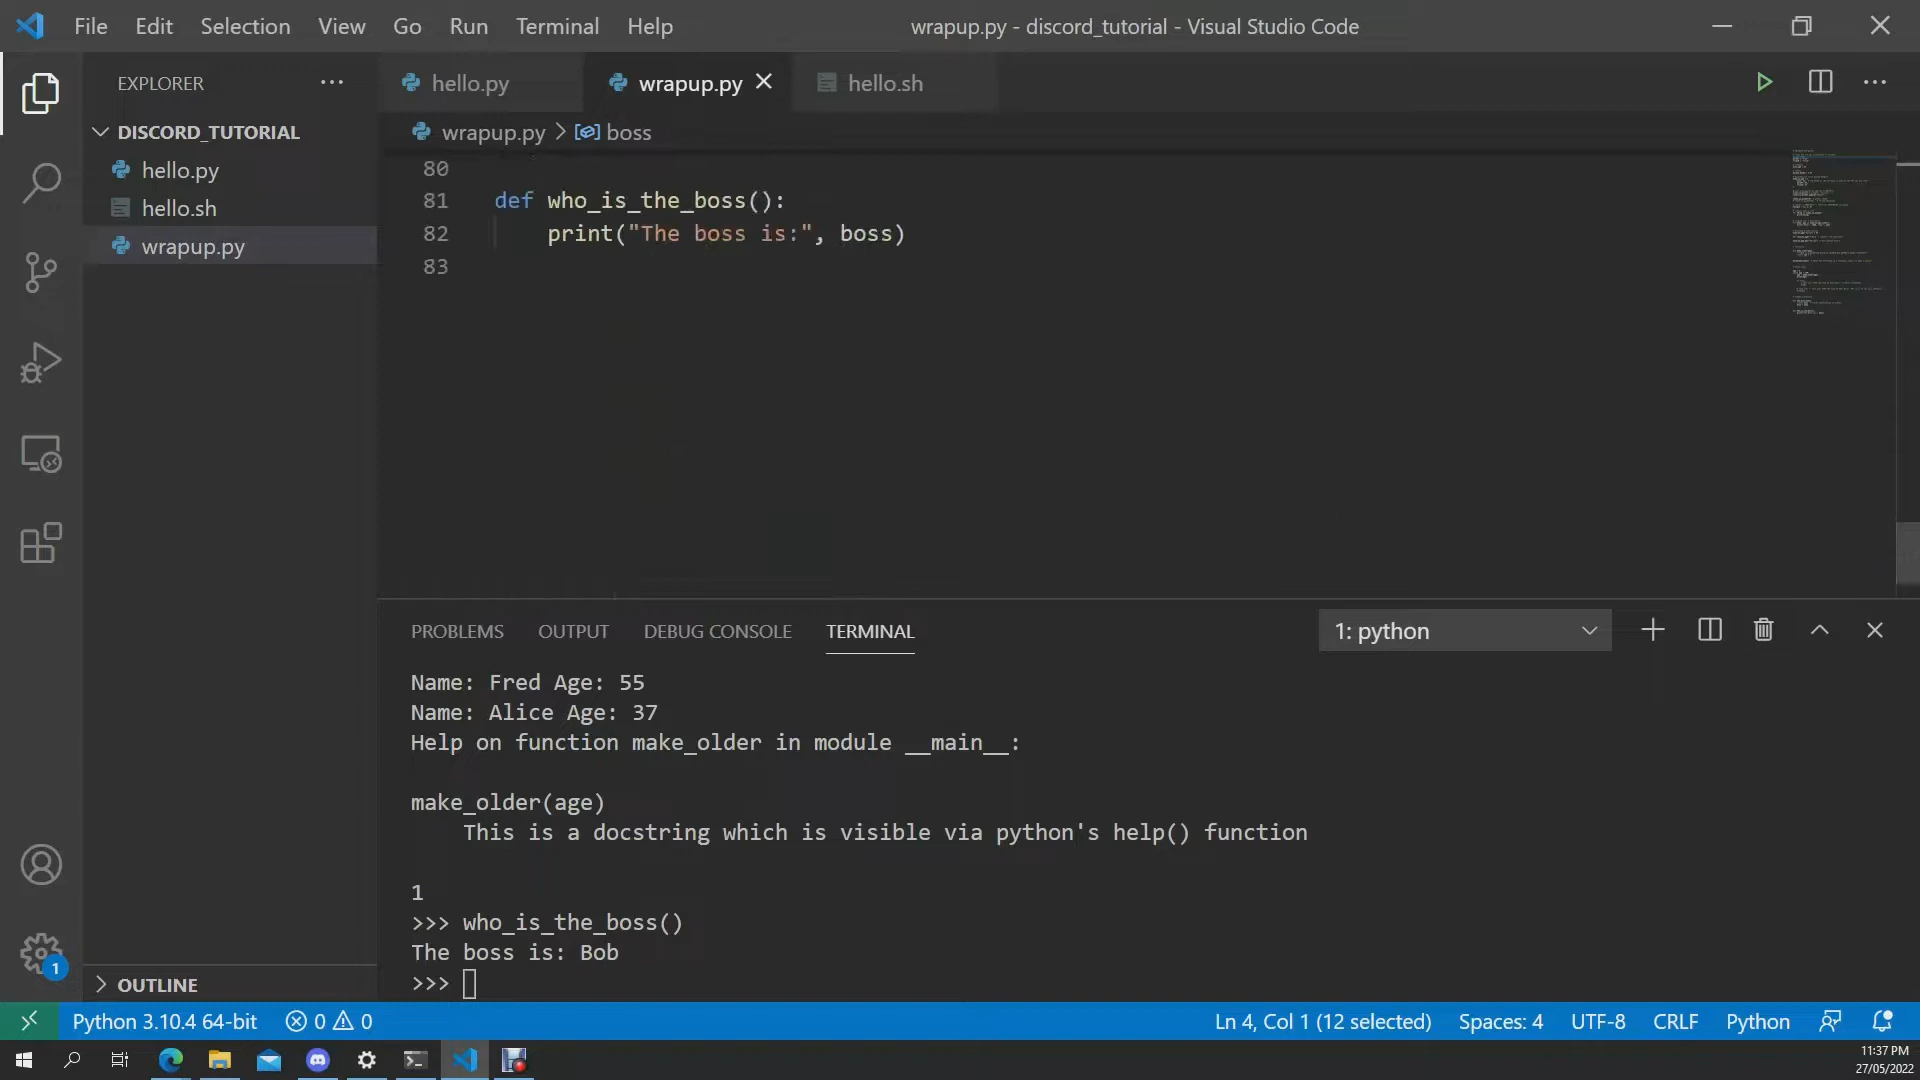 File Edit Selection View Go Run Terminal Help
wrapup.py - discord_tutorial - Visual Studio Code
EXPLORER
DISCORD_TUTORIAL
hello.py
hello.sh
wrapup.py
OUTLINE
hello.py
wrapup.py
hello.sh
wrapup.py > boss
80
81 def who_is_the_boss():
82 print("The boss is:", boss)
83
PROBLEMS OUTPUT DEBUG CONSOLE TERMINAL
1: python
Name: Fred Age: 55
Name: Alice Age: 37
Help on function make_older in module __main__:
make_older(age)
This is a docstring which is visible via python's help() function
1
>>> who_is_the_boss()
The boss is: Bob
>>>
1
Python 3.10.4 64-bit 0 0
Ln 4, Col 1 (12 selected) Spaces: 4 UTF-8 CRLF Python
11:37 PM
27/05/2022